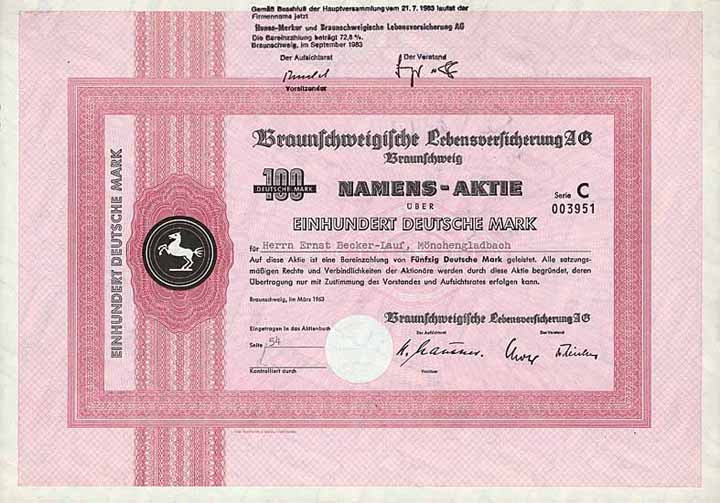 Gemäß Beschluß der Hauptversammlung vom 21. 7. 1983 lautet der
Firmenname jetzt
Hanse-Merkur und Braunschweigische Lebensversicherung AG
Die Bareinzahlung beträgt 72,8 %.
Braunschweig, im September 1983
Der Aufsichtsrat Der Vorstand
Vorsitzender
Braunschweigische Lebensversicherung AG
Braunschweig
100
DEUTSCHE MARK
NAMENS-AKTIE
Serie C
003951
ÜBER
EINHUNDERT DEUTSCHE MARK
für Herrn Ernst Becker-Lauf, Mönchengladbach
Auf diese Aktie ist eine Bareinzahlung von Fünfzig Deutsche Mark geleistet. Alle satzungs-
mäßigen Rechte und Verbindlichkeiten der Aktionäre werden durch diese Aktie begründet, deren
Übertragung nur mit Zustimmung des Vorstandes und Aufsichtsrates erfolgen kann.
Braunschweig, im März 1963
Braunschweigische Lebensversicherung AG
Eingetragen in das Aktienbuch
Der Aufsichtsrat Der Vorstand
Seite 54
Kontrolliert durch
Vorsitzer
EINHUNDERT DEUTSCHE MARK